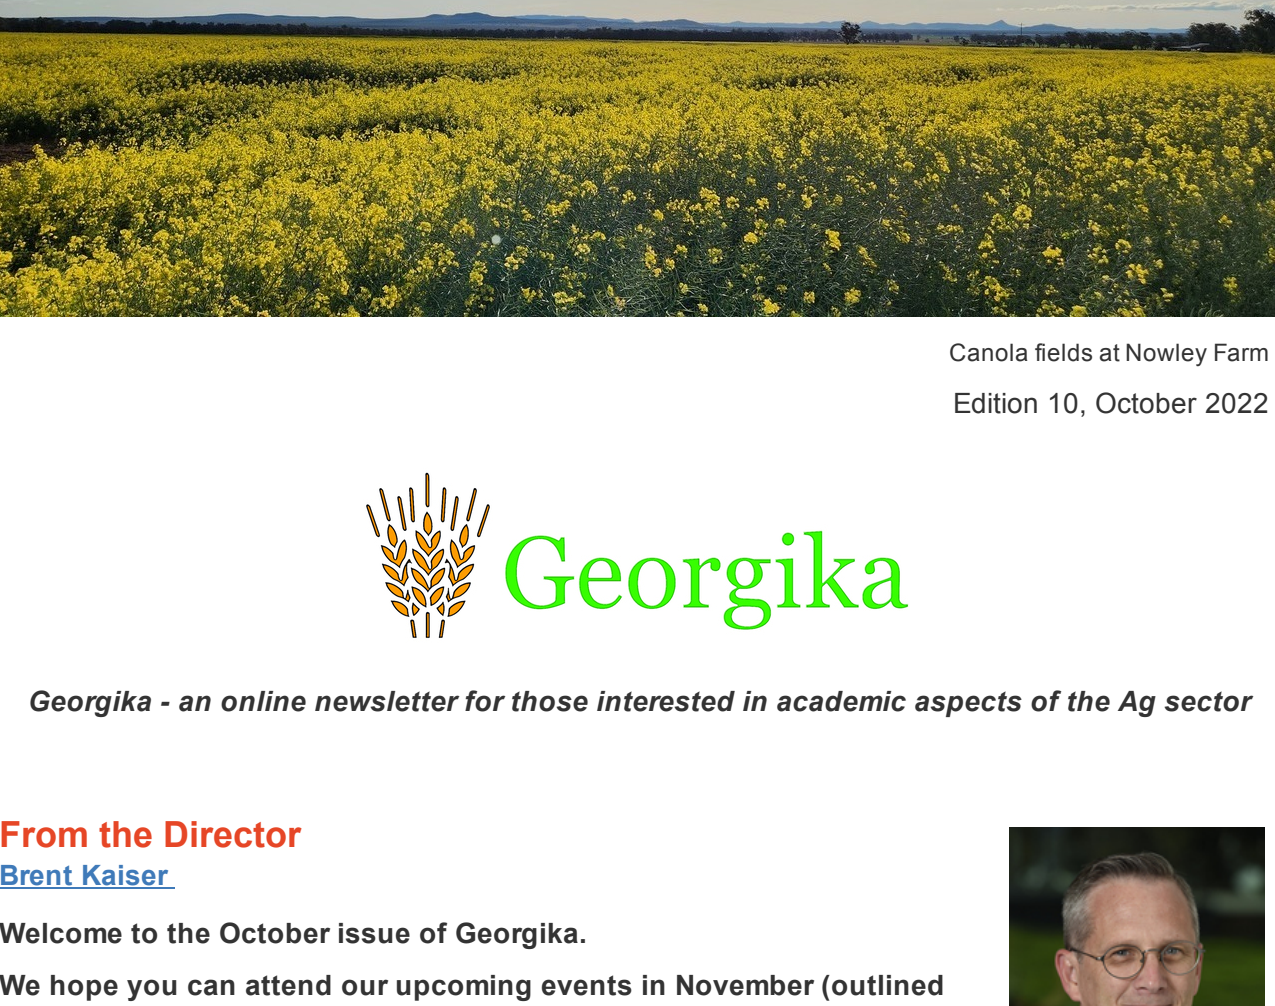 Canola fields at Nowley Farm
Edition 10, October 2022
Georgika
Georgika - an online newsletter for those interested in academic aspects of the Ag sector
From the Director
Brent Kaiser
Welcome to the October issue of Georgika.
We hope you can attend our upcoming events in November (outlined